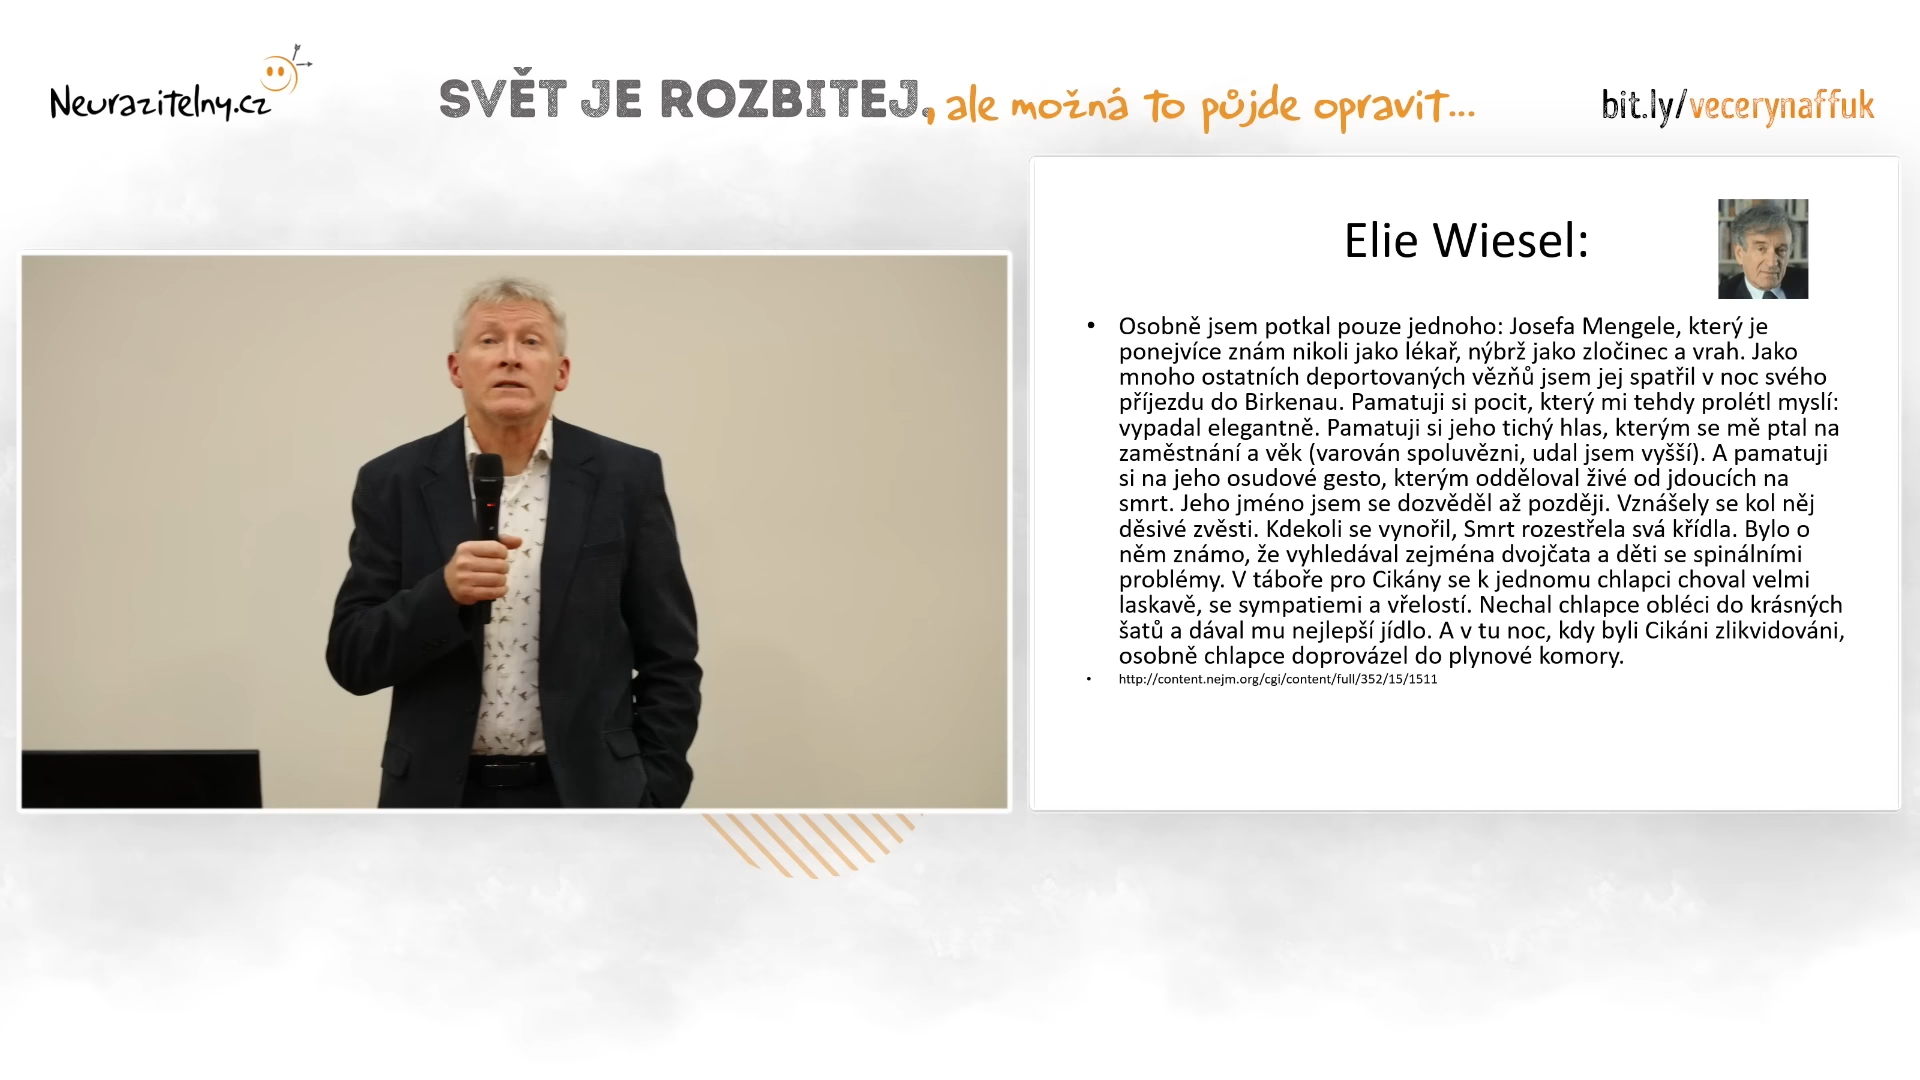 Neurazitelny.cz
SVĚT JE ROZBITEJ, ale možná to půjde opravit...
bit.ly/vecerynaffuk
Elie Wiesel:
• Osobně jsem potkal pouze jednoho: Josefa Mengele, který je
ponejvíce znám nikoli jako lékař, nýbrž jako zločinec a vrah. Jako
mnoho ostatních deportovaných vězňů jsem jej spatřil v noc svého
příjezdu do Birkenau. Pamatuji si pocit, který mi tehdy prolétl myslí:
vypadal elegantně. Pamatuji si jeho tichý hlas, kterým se mě ptal na
zaměstnání a věk (varován spoluvězni, udal jsem vyšší). A pamatuji
si na jeho osudové gesto, kterým odděloval živé od jdoucích na
smrt. Jeho jméno jsem se dozvěděl až později. Vznášely se kol něj
děsivé zvěsti. Kdekoli se vynořil, Smrt rozestřela svá křídla. Bylo o
něm známo, že vyhledával zejména dvojčata a děti se spinálními
problémy. V táboře pro Cikány se k jednomu chlapci choval velmi
laskavě, se sympatiemi a vřelostí. Nechal chlapce obléci do krásných
šatů a dával mu nejlepší jídlo. A v tu noc, kdy byli Cikáni zlikvidováni,
osobně chlapce doprovázel do plynové komory.
• http://content.nejm.org/cgi/content/full/352/15/1511